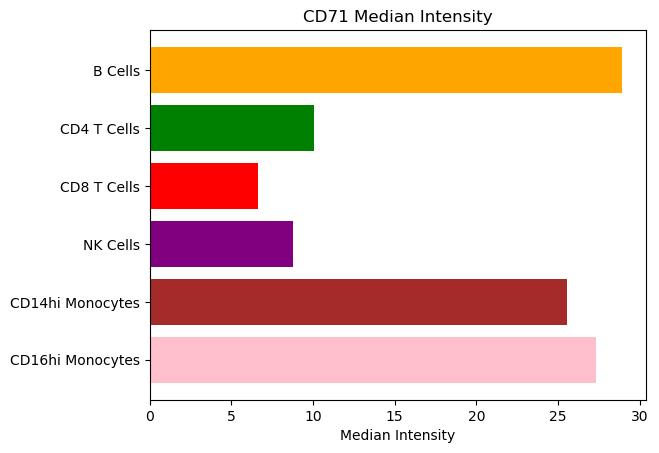 CD71 Median Intensity
B Cells
CD4 T Cells
CD8 T Cells
NK Cells
CD14hi Monocytes
CD16hi Monocytes
0 5 10 15 20 25 30
Median Intensity